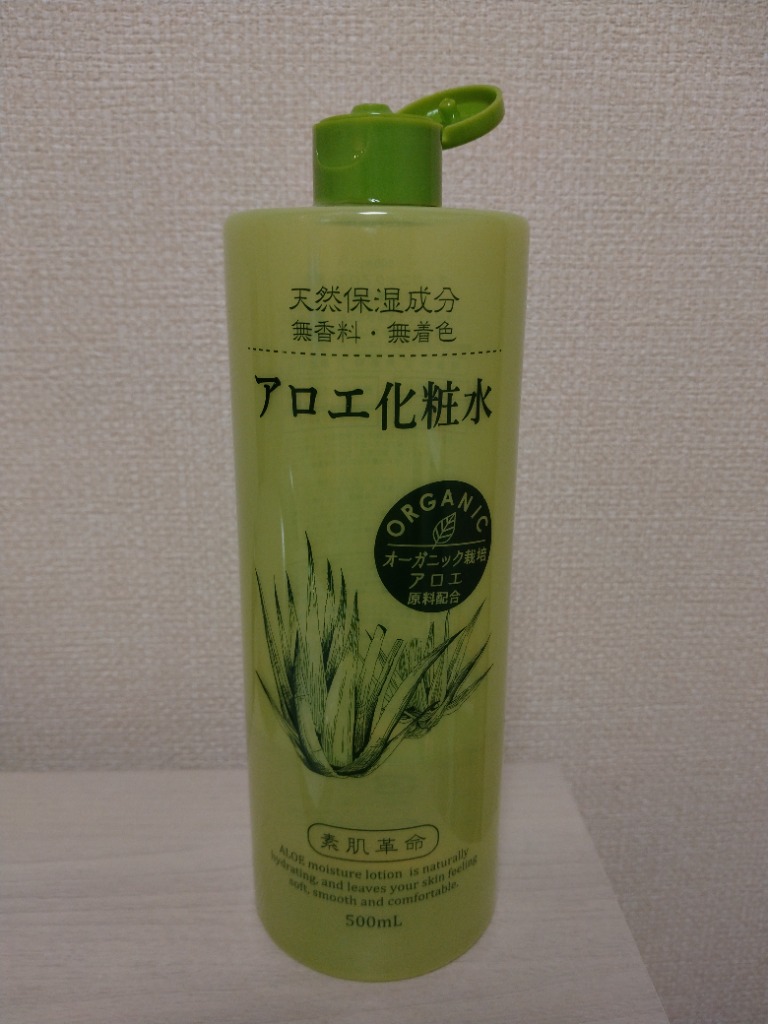 天然保湿成分
無香料・無着色
アロエ化粧水
ORGANIC
オーガニック栽培
アロエ
原料配合
素肌革命
ALOE moisture lotion is naturally
hydrating, and leaves your skin feeling
soft, smooth and comfortable.
500mL